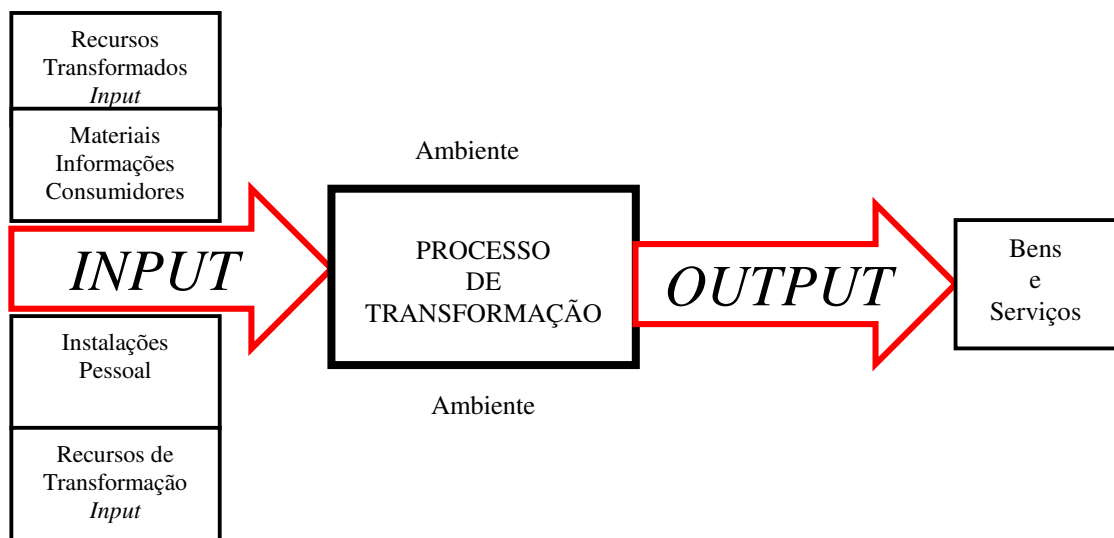 Recursos
Transformados
Input
Materiais
Informações
Consumidores
INPUT
Instalações
Pessoal
Recursos de
Transformação
Input
Ambiente
PROCESSO
DE
TRANSFORMAÇÃO
Ambiente
OUTPUT
Bens
e
Serviços